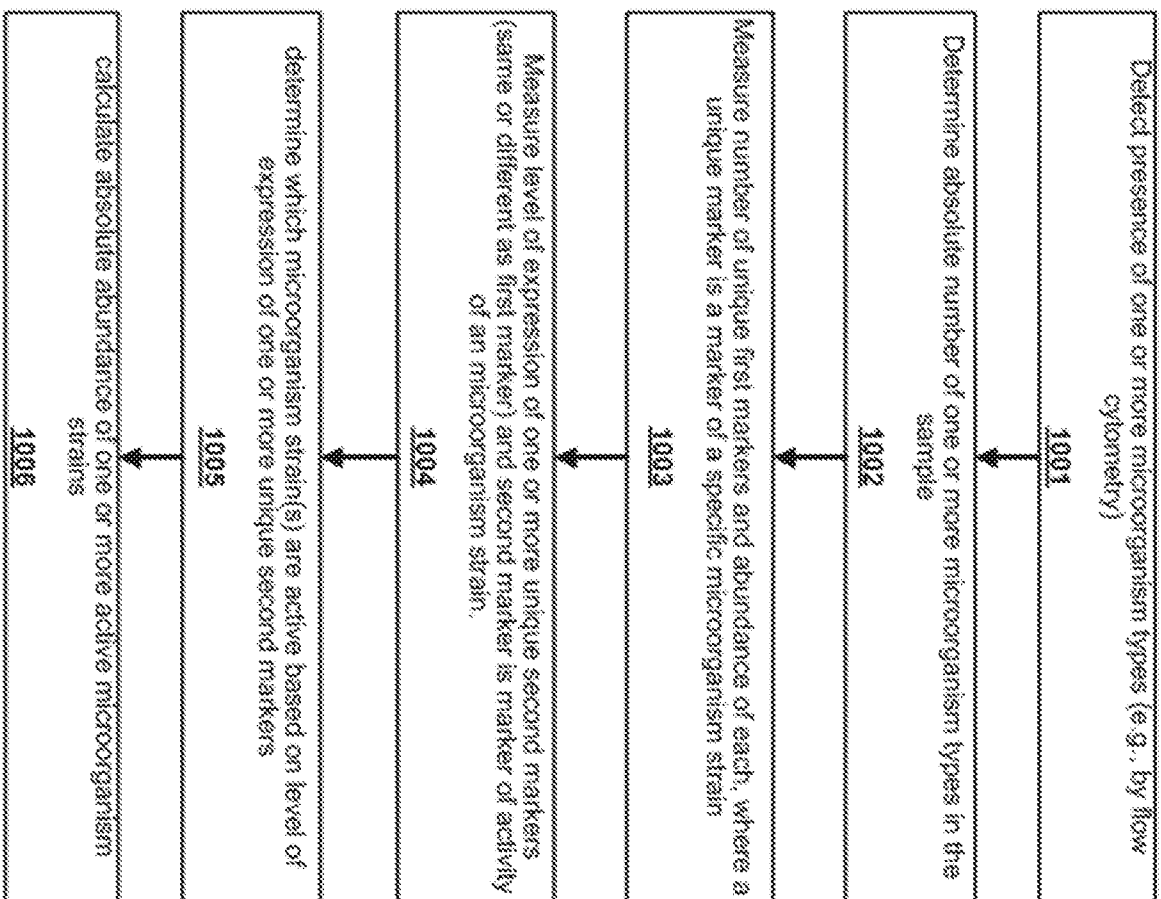 Detect presence of one or more microorganism types (e.g., by flow
cytometry)
1001
Determine absolute number of one or more microorganism types in the
sample
1002
Measure number of unique first markers and abundance of each, where a
unique marker is a marker of a specific microorganism strain
1003
Measure level of expression of one or more unique second markers
(same or different as first marker) and second marker is marker of activity
of an microorganism strain.
1004
determine which microorganism strain(s) are active based on level of
expression of one or more unique second markers
1005
calculate absolute abundance of one or more active microorganism
strains
1006